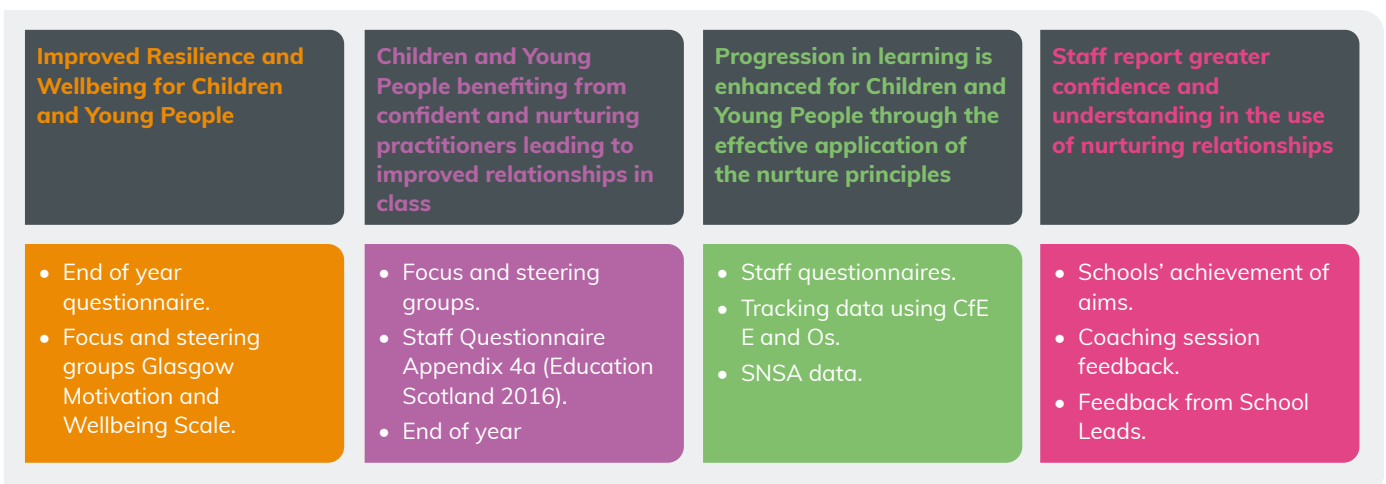 Improved Resilience and
Wellbeing for Children
and Young People
Children and Young
People benefiting from
confident and nurturing
practitioners leading to
improved relationships in
class
Progression in learning is
enhanced for Children and
Young People through the
effective application of
the nurture principles
Staff report greater
confidence and
understanding in the use
of nurturing relationships
• End of year
questionnaire.
• Focus and steering
groups Glasgow
Motivation and
Wellbeing Scale.
• Focus and steering
groups.
• Staff Questionnaire
Appendix 4a (Education
Scotland 2016).
• End of year
• Staff questionnaires.
• Tracking data using CfE
E and Os.
• SNSA data.
• Schools’ achievement of
aims.
• Coaching session
feedback.
• Feedback from School
Leads.